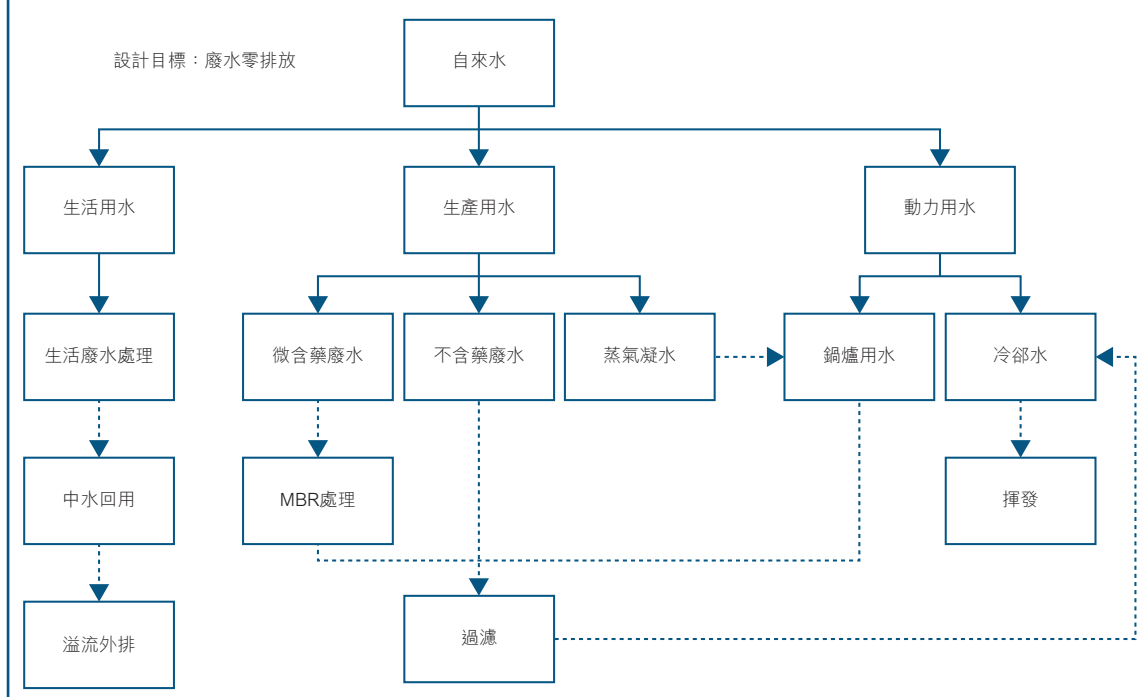 設計目標：廢水零排放
自來水
生活用水
生產用水
動力用水
生活廢水處理
微含藥廢水
不含藥廢水
蒸氣凝水
鍋爐用水
冷卻水
中水回用
MBR處理
揮發
溢流外排
過濾